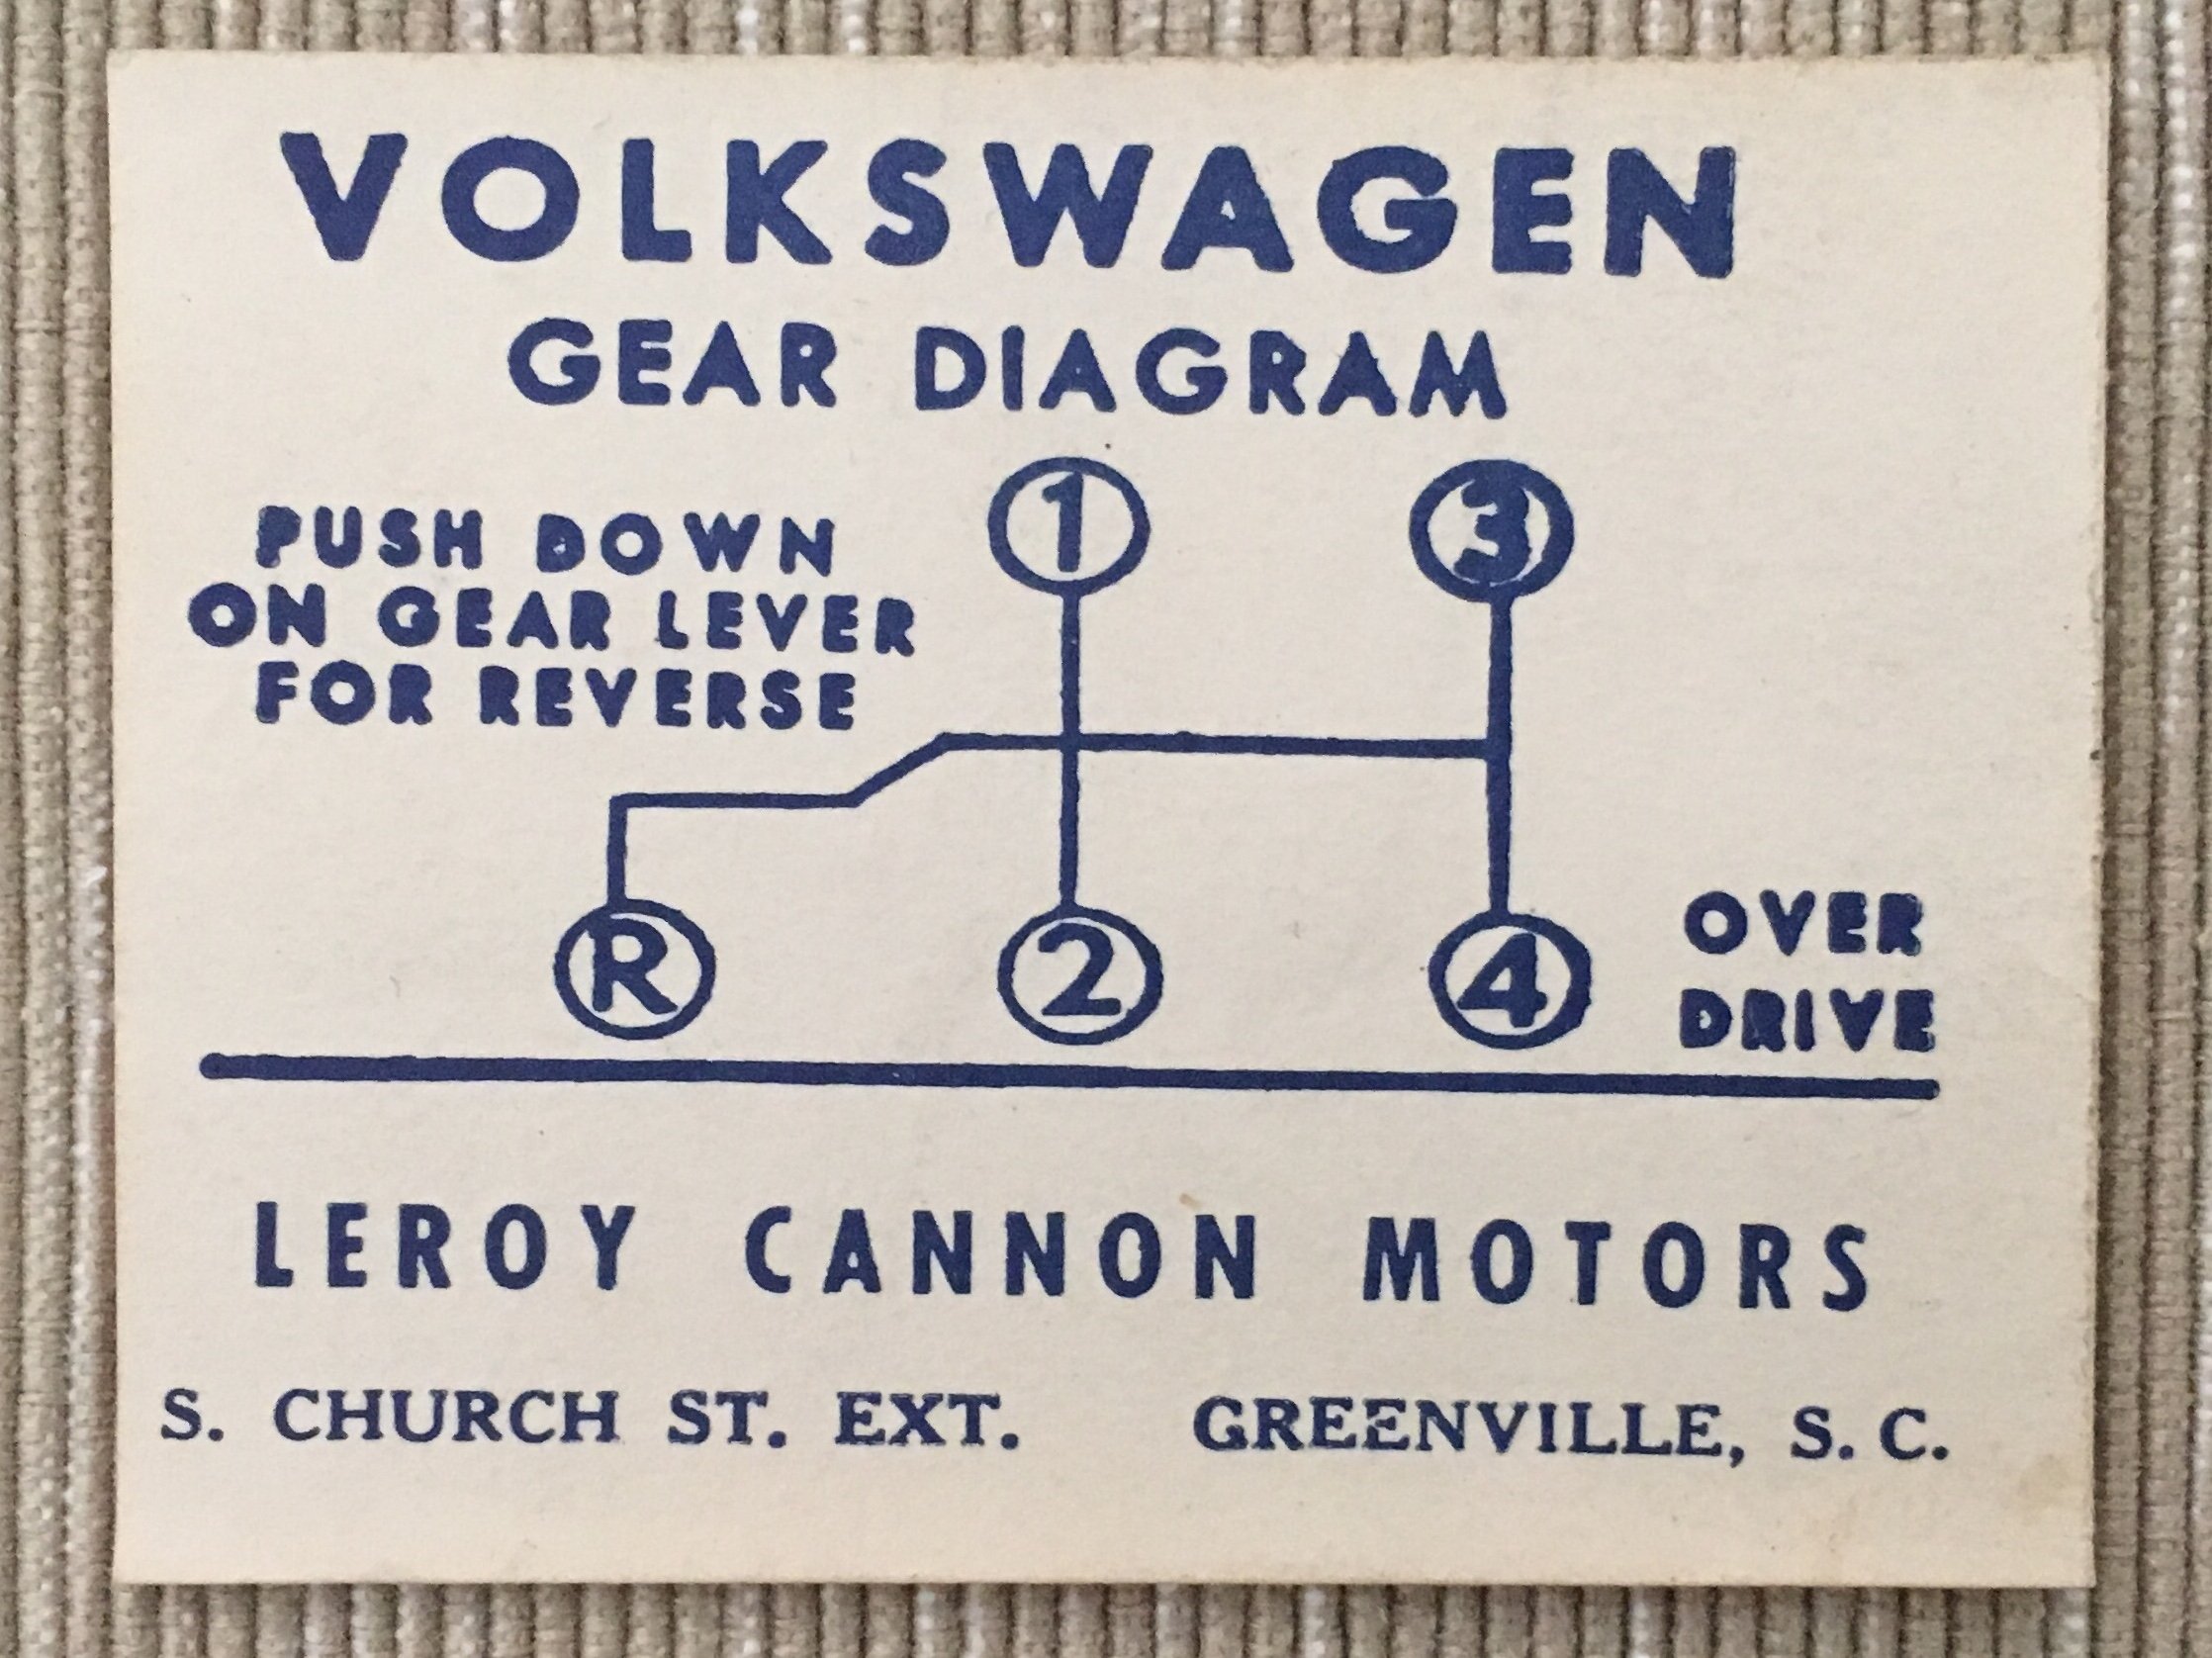 VOLKSWAGEN
GEAR DIAGRAM
1
3
PUSH DOWN
ON GEAR LEVER
FOR REVERSE
R
2
4
OVER
DRIVE
LEROY CANNON MOTORS
S. CHURCH ST. EXT. GREENVILLE, S. C.